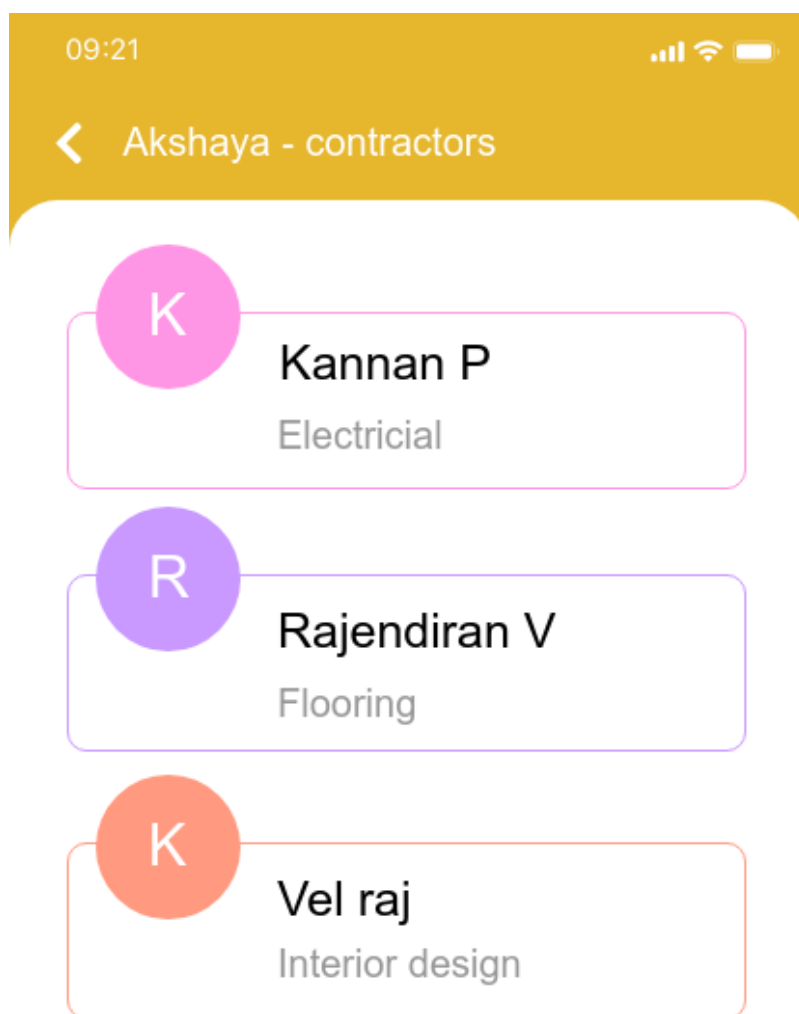 09:21
Akshaya - contractors
K
Kannan P
Electricial
R
Rajendiran V
Flooring
K
Vel raj
Interior design